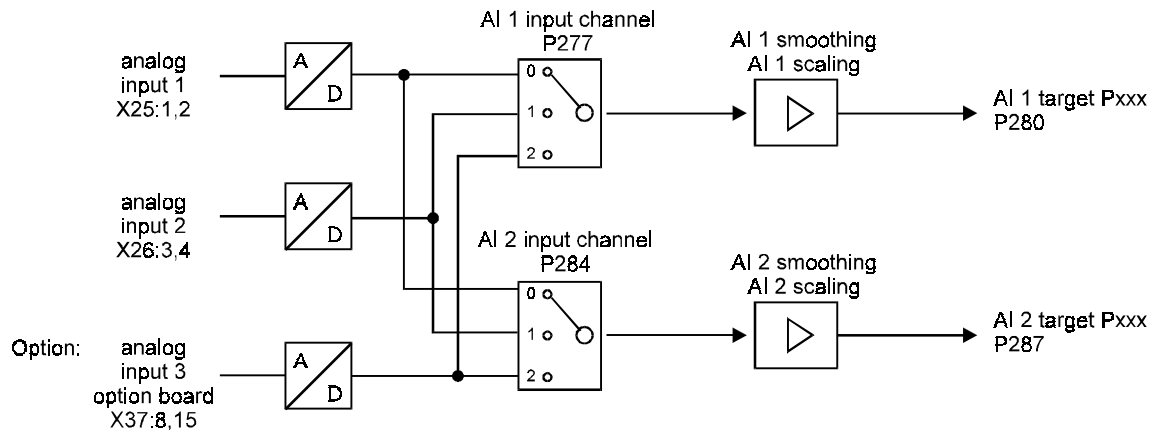 AI 1 input channel
P277
AI 1 smoothing
AI 1 scaling
analog
input 1
X25:1,2
A
D
0
1
2
AI 1 target Pxxx
P280
analog
input 2
X26:3,4
A
D
AI 2 input channel
P284
AI 2 smoothing
AI 2 scaling
0
1
2
AI 2 target Pxxx
P287
Option:
analog
input 3
option board
X37:8,15
A
D